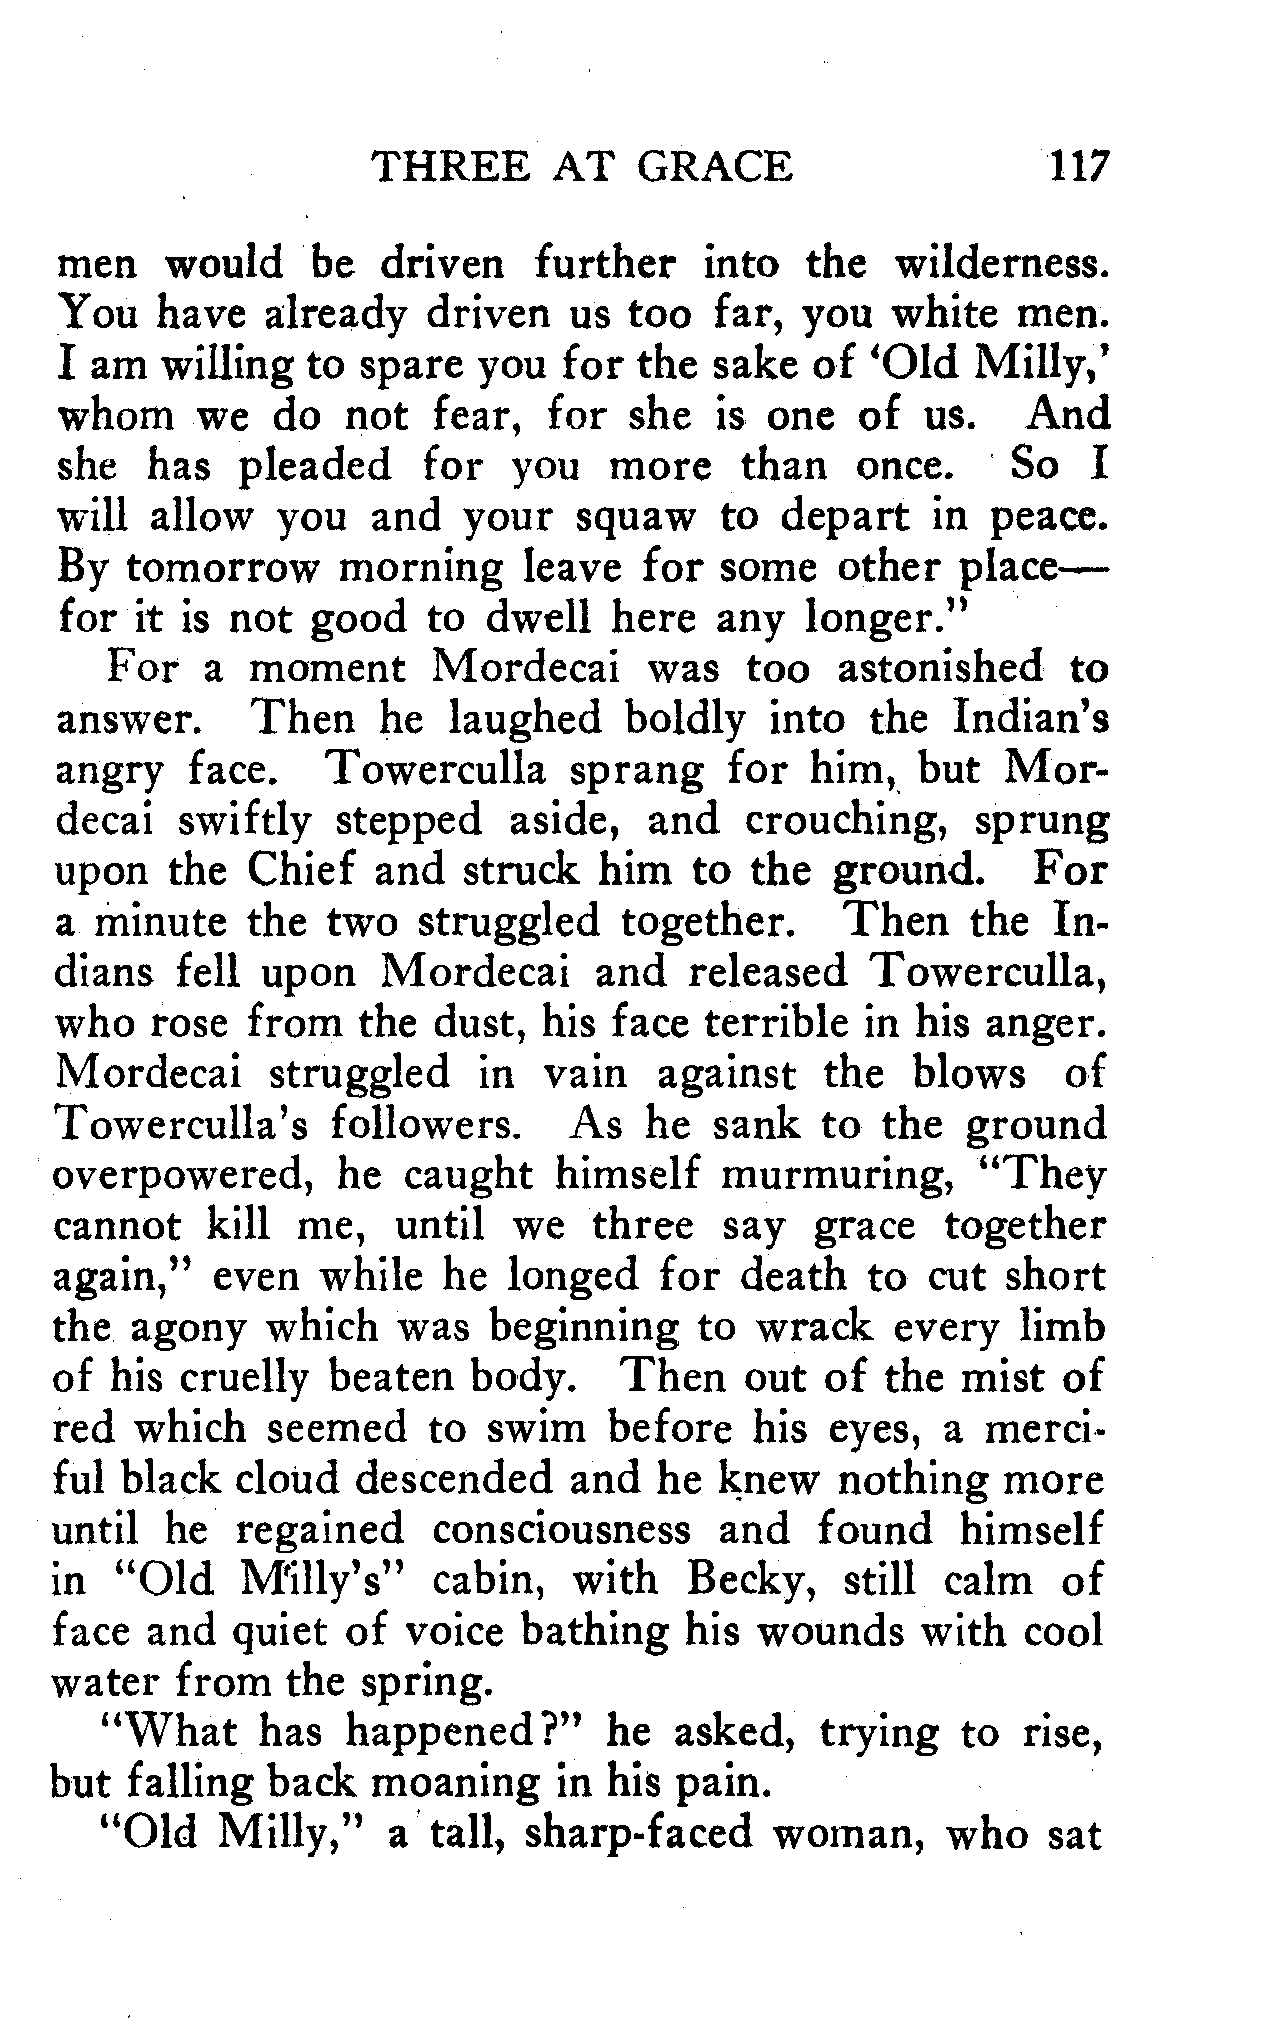 THREE AT GRACE 117
men would be driven further into the wilderness.
You have already driven us too far, you white men.
I am willing to spare you for the sake of 'Old Milly,'
whom we do not fear, for she is one of us. And
she has pleaded for you more than once. So I
will allow you and your squaw to depart in peace.
By tomorrow morning leave for some other place—
for it is not good to dwell here any longer."
For a moment Mordecai was too astonished to
answer. Then he laughed boldly into the Indian's
angry face. Towerculla sprang for him, but Mor-
decai swiftly stepped aside, and crouching, sprung
upon the Chief and struck him to the ground. For
a minute the two struggled together. Then the In-
dians fell upon Mordecai and released Towerculla,
who rose from the dust, his face terrible in his anger.
Mordecai struggled in vain against the blows of
Towerculla's followers. As he sank to the ground
overpowered, he caught himself murmuring, "They
cannot kill me, until we three say grace together
again," even while he longed for death to cut short
the agony which was beginning to wrack every limb
of his cruelly beaten body. Then out of the mist of
red which seemed to swim before his eyes, a merci-
ful black cloud descended and he knew nothing more
until he regained consciousness and found himself
in "Old Milly's" cabin, with Becky, still calm of
face and quiet of voice bathing his wounds with cool
water from the spring.
"What has happened?" he asked, trying to rise,
but falling back moaning in his pain.
"Old Milly," a tall, sharp-faced woman, who sat